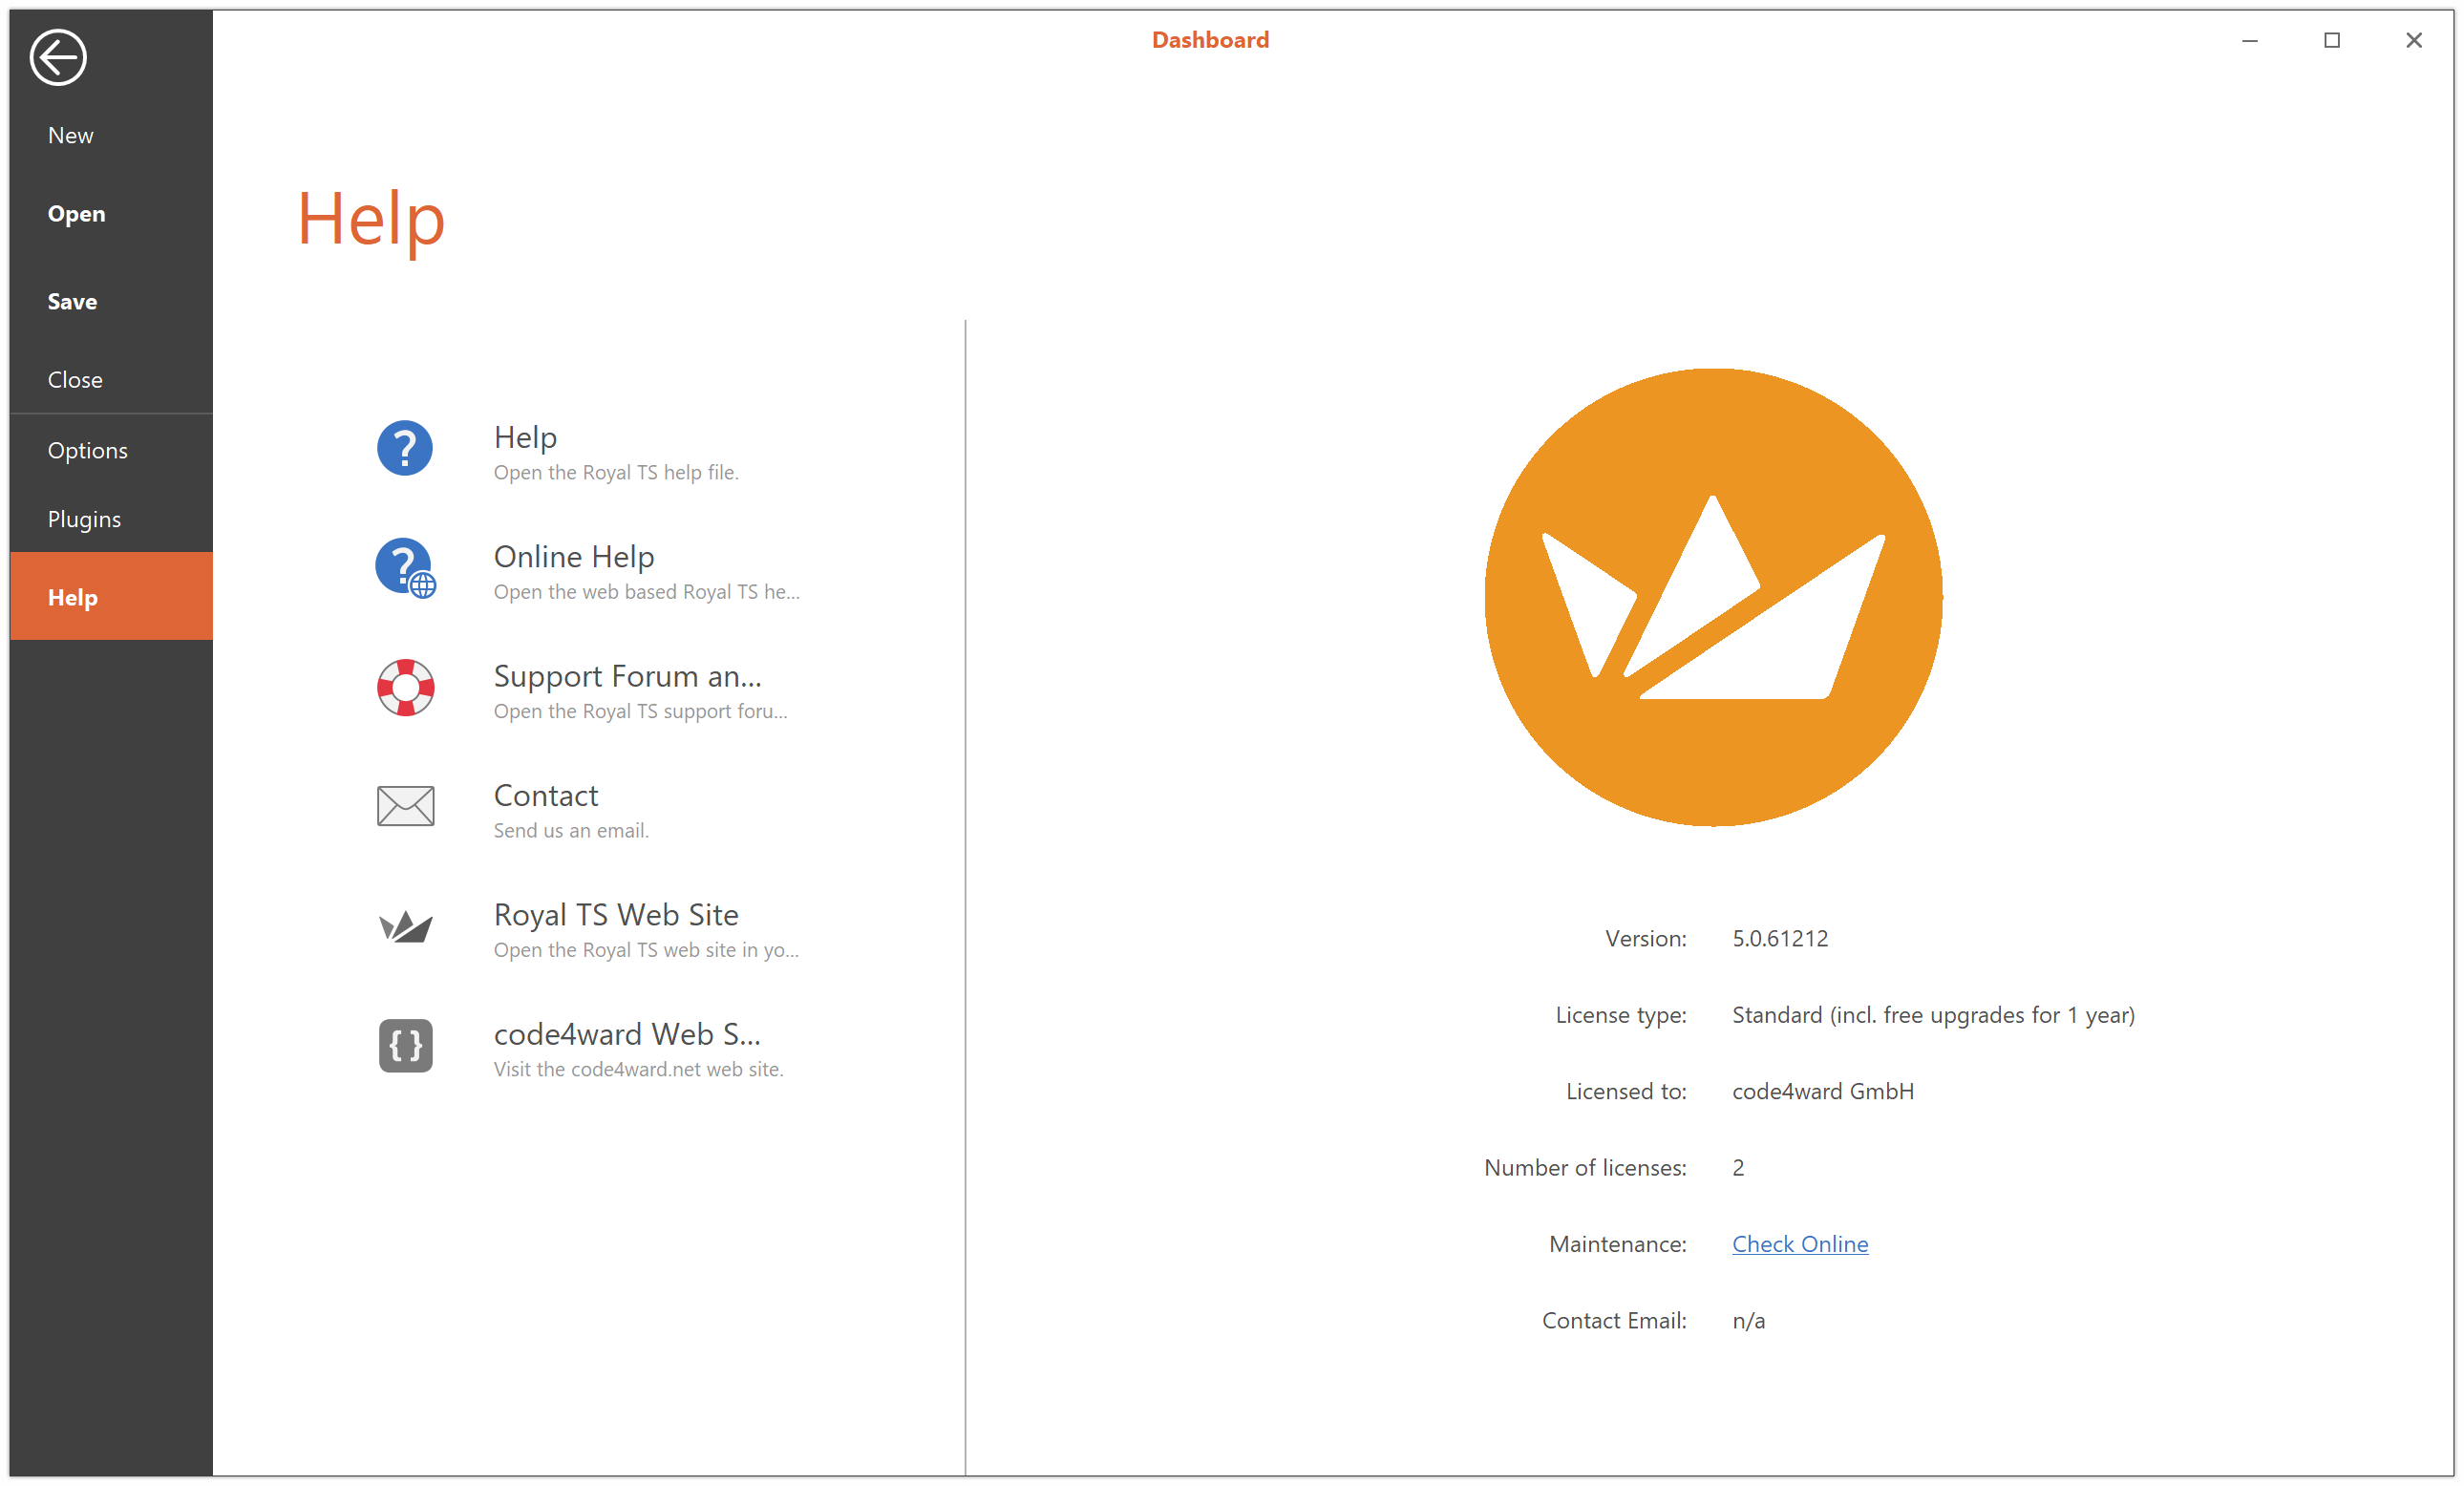 Dashboard
New
Open
Save
Close
Options
Plugins
Help
Help
Help
Open the Royal TS help file.
Online Help
Open the web based Royal TS he...
Support Forum an...
Open the Royal TS support foru...
Contact
Send us an email.
Royal TS Web Site
Open the Royal TS web site in yo...
code4ward Web S...
Visit the code4ward.net web site.
Version: 5.0.61212
License type: Standard (incl. free upgrades for 1 year)
Licensed to: code4ward GmbH
Number of licenses: 2
Maintenance: Check Online
Contact Email: n/a